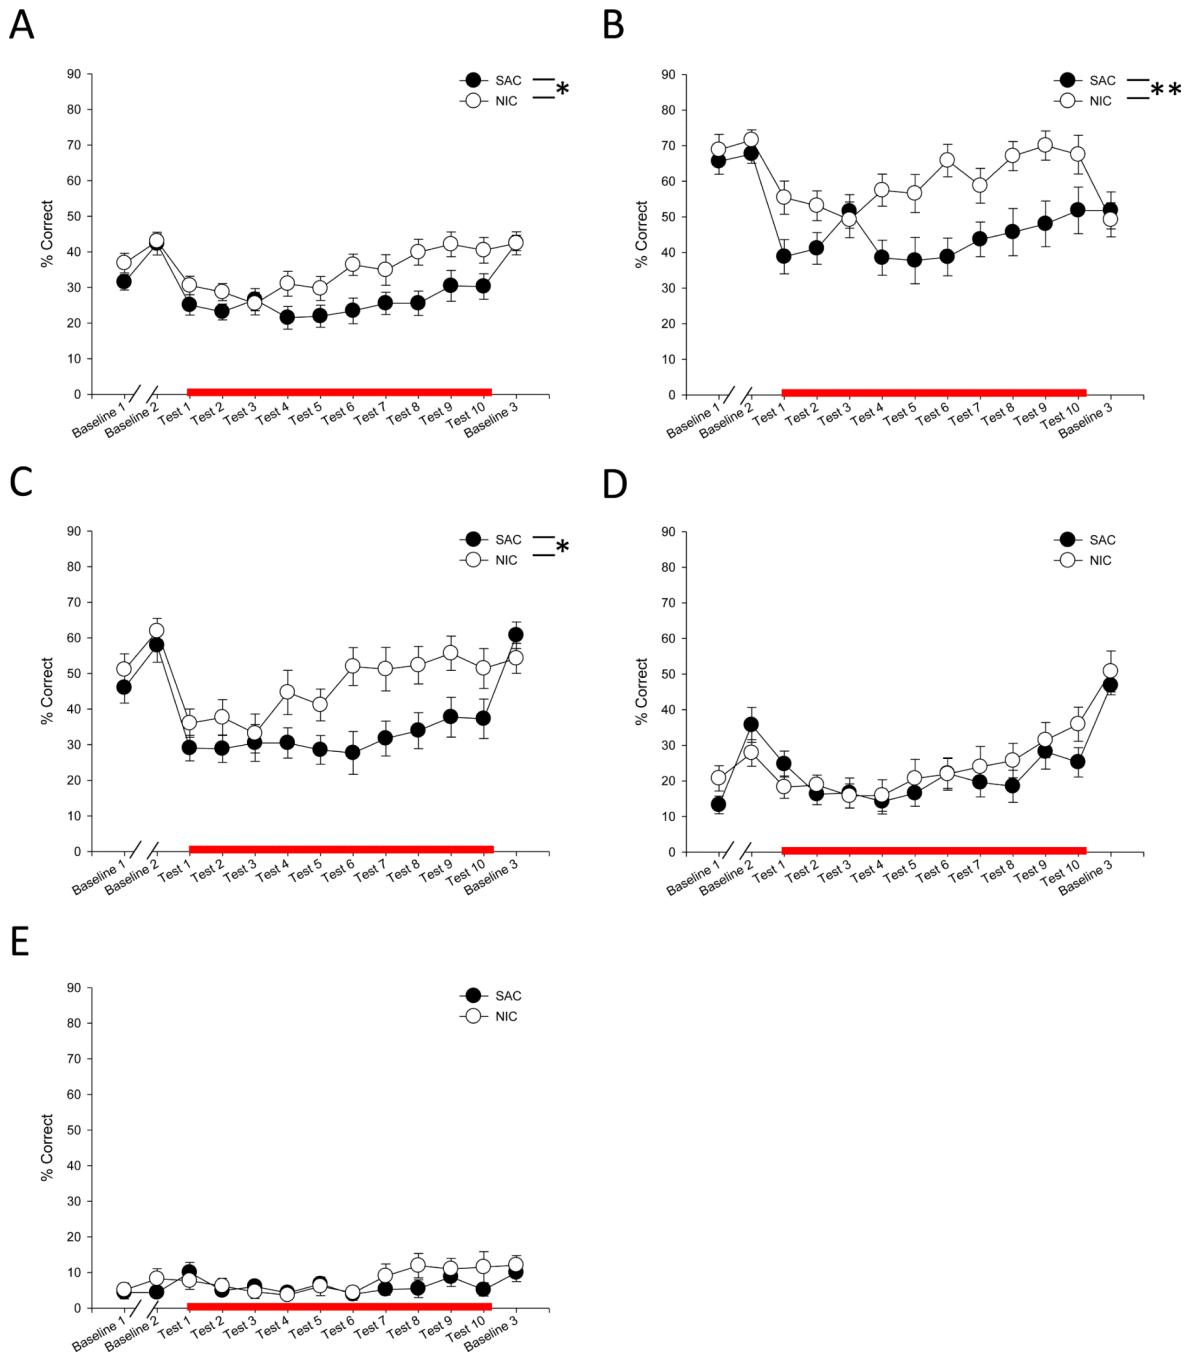 A
SAC
NIC
*
90
80
70
60
50
40
30
20
10
0
% Correct
Baseline 1
Baseline 2
Test 1
Test 2
Test 3
Test 4
Test 5
Test 6
Test 7
Test 8
Test 9
Test 10
Baseline 3
B
SAC
NIC
**
90
80
70
60
50
40
30
20
10
0
% Correct
Baseline 1
Baseline 2
Test 1
Test 2
Test 3
Test 4
Test 5
Test 6
Test 7
Test 8
Test 9
Test 10
Baseline 3
C
SAC
NIC
*
90
80
70
60
50
40
30
20
10
0
% Correct
Baseline 1
Baseline 2
Test 1
Test 2
Test 3
Test 4
Test 5
Test 6
Test 7
Test 8
Test 9
Test 10
Baseline 3
D
SAC
NIC
90
80
70
60
50
40
30
20
10
0
% Correct
Baseline 1
Baseline 2
Test 1
Test 2
Test 3
Test 4
Test 5
Test 6
Test 7
Test 8
Test 9
Test 10
Baseline 3
E
SAC
NIC
90
80
70
60
50
40
30
20
10
0
% Correct
Baseline 1
Baseline 2
Test 1
Test 2
Test 3
Test 4
Test 5
Test 6
Test 7
Test 8
Test 9
Test 10
Baseline 3